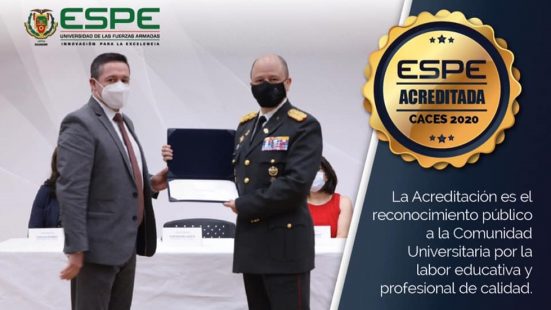 ESPE
UNIVERSIDAD DE LAS FUERZAS ARMADAS
INNOVACIÓN PARA LA EXCELENCIA
ESPE
ACREDITADA
CACES 2020
La Acreditación es el
reconocimiento público
a la Comunidad
Universitaria por la
labor educativa y
profesional de calidad.